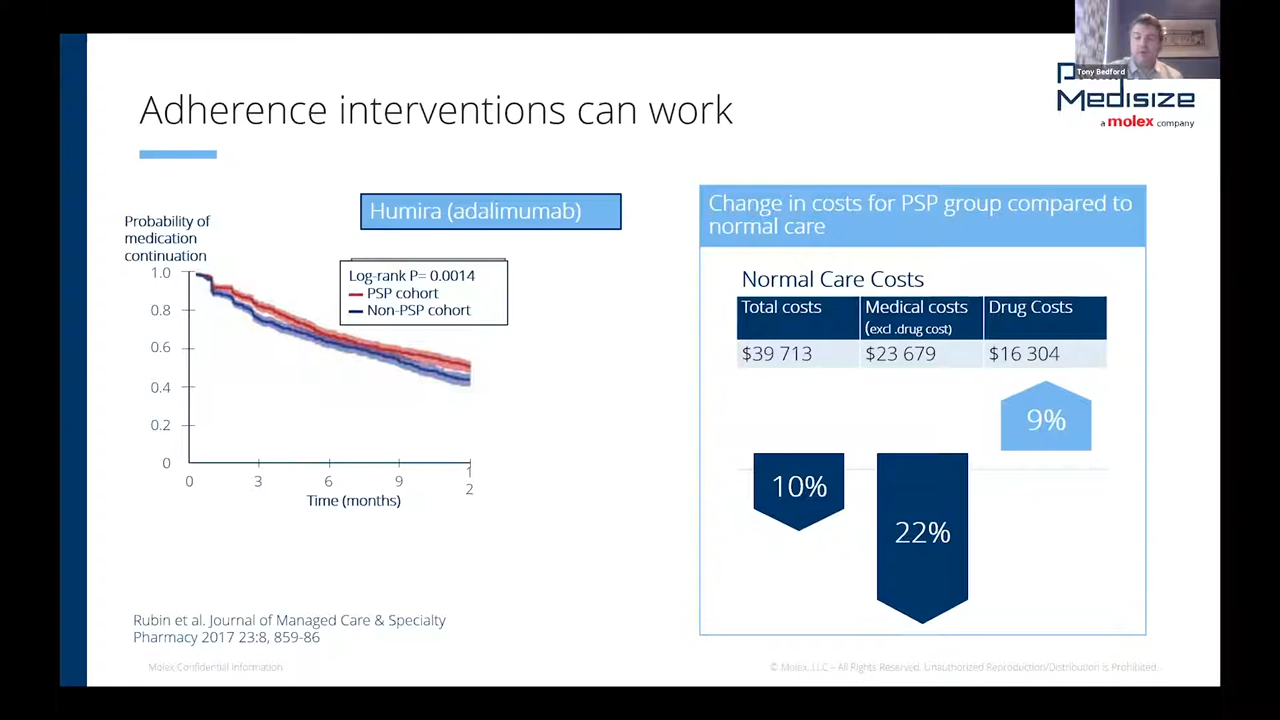 Tony Bedford
Medisize
a molex company
Adherence interventions can work
Humira (adalimumab)
Probability of
medication
continuation
Log-rank P= 0.0014
PSP cohort
Non-PSP cohort
1.0
0.8
0.6
0.4
0.2
0
0
3
6
9
1
2
Time (months)
Change in costs for PSP group compared to
normal care
Normal Care Costs
Total costs
Medical costs
(excl .drug cost)
Drug Costs
$39 713
$23 679
$16 304
9%
10%
22%
Rubin et al. Journal of Managed Care & Specialty
Pharmacy 2017 23:8, 859-86
Molex Confidential Information
© Molex, LLC – All Rights Reserved. Unauthorized Reproduction/Distribution is Prohibited.